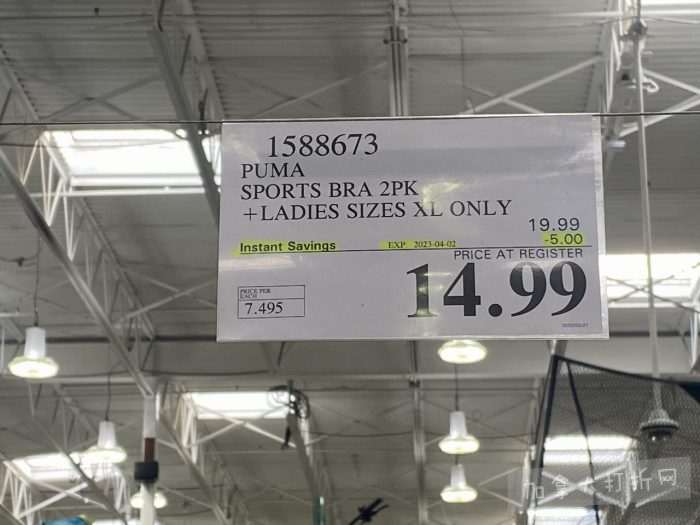 1588673
PUMA
SPORTS BRA 2PK
+LADIES SIZES XL ONLY
19.99
Instant Savings EXP 2023-04-02 -5.00
PRICE AT REGISTER
14.99
PRICE PER
EACH
7.495
加拿大打折网